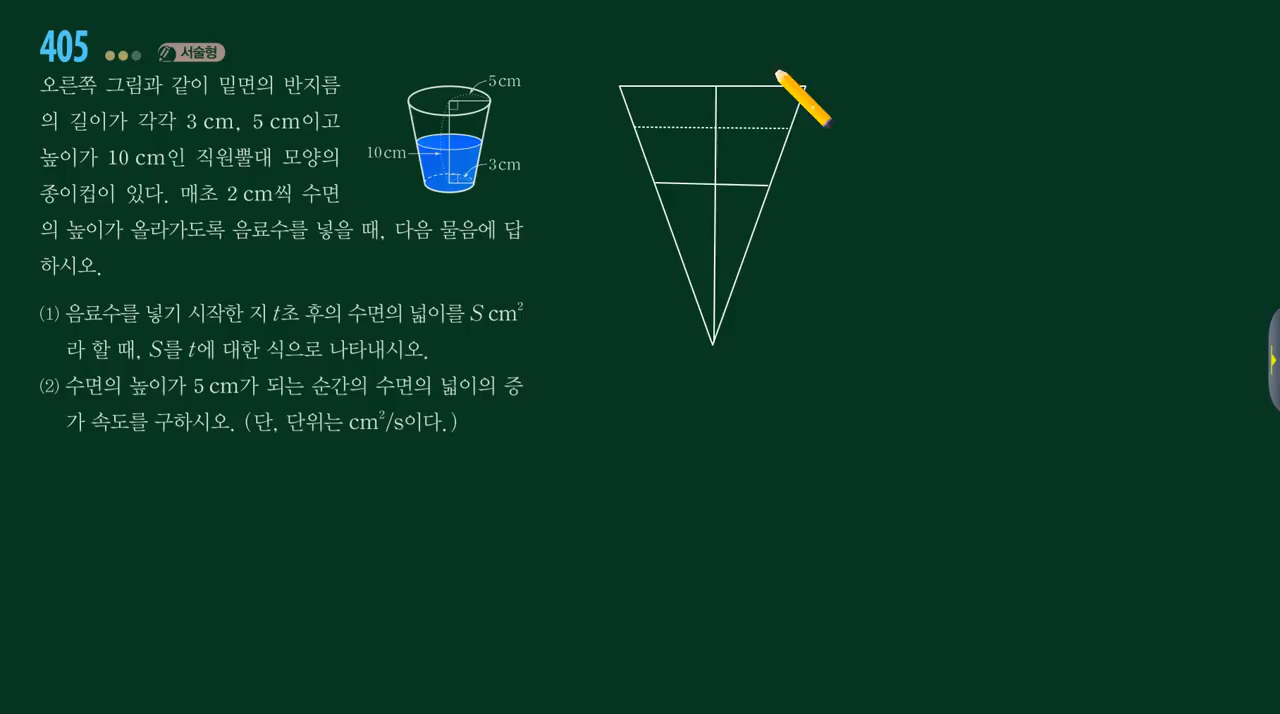 405
서술형
오른쪽 그림과 같이 밑면의 반지름
의 길이가 각각 3 cm, 5 cm이고
높이가 10 cm인 직원뿔대 모양의
종이컵이 있다. 매초 2 cm씩 수면
의 높이가 올라가도록 음료수를 넣을 때, 다음 물음에 답
하시오.
5 cm
10 cm
3 cm
⑴ 음료수를 넣기 시작한 지 t초 후의 수면의 넓이를 S cm²
라 할 때, S를 t에 대한 식으로 나타내시오.
⑵ 수면의 높이가 5 cm가 되는 순간의 수면의 넓이의 증
가 속도를 구하시오. (단, 단위는 cm²/s이다.)